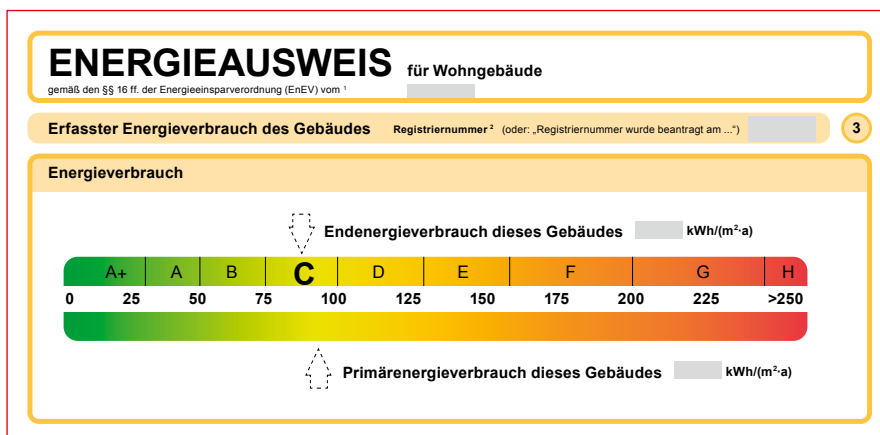 ENERGIEAUSWEIS für Wohngebäude
gemäß den §§ 16 ff. der Energieeinsparverordnung (EnEV) vom ¹
Erfasster Energieverbrauch des Gebäudes Registriernummer ² (oder: „Registriernummer wurde beantragt am ...“) 3
Energieverbrauch
Endenergieverbrauch dieses Gebäudes kWh/(m²·a)
A+ A B C D E F G H
0 25 50 75 100 125 150 175 200 225 >250
Primärenergieverbrauch dieses Gebäudes kWh/(m²·a)